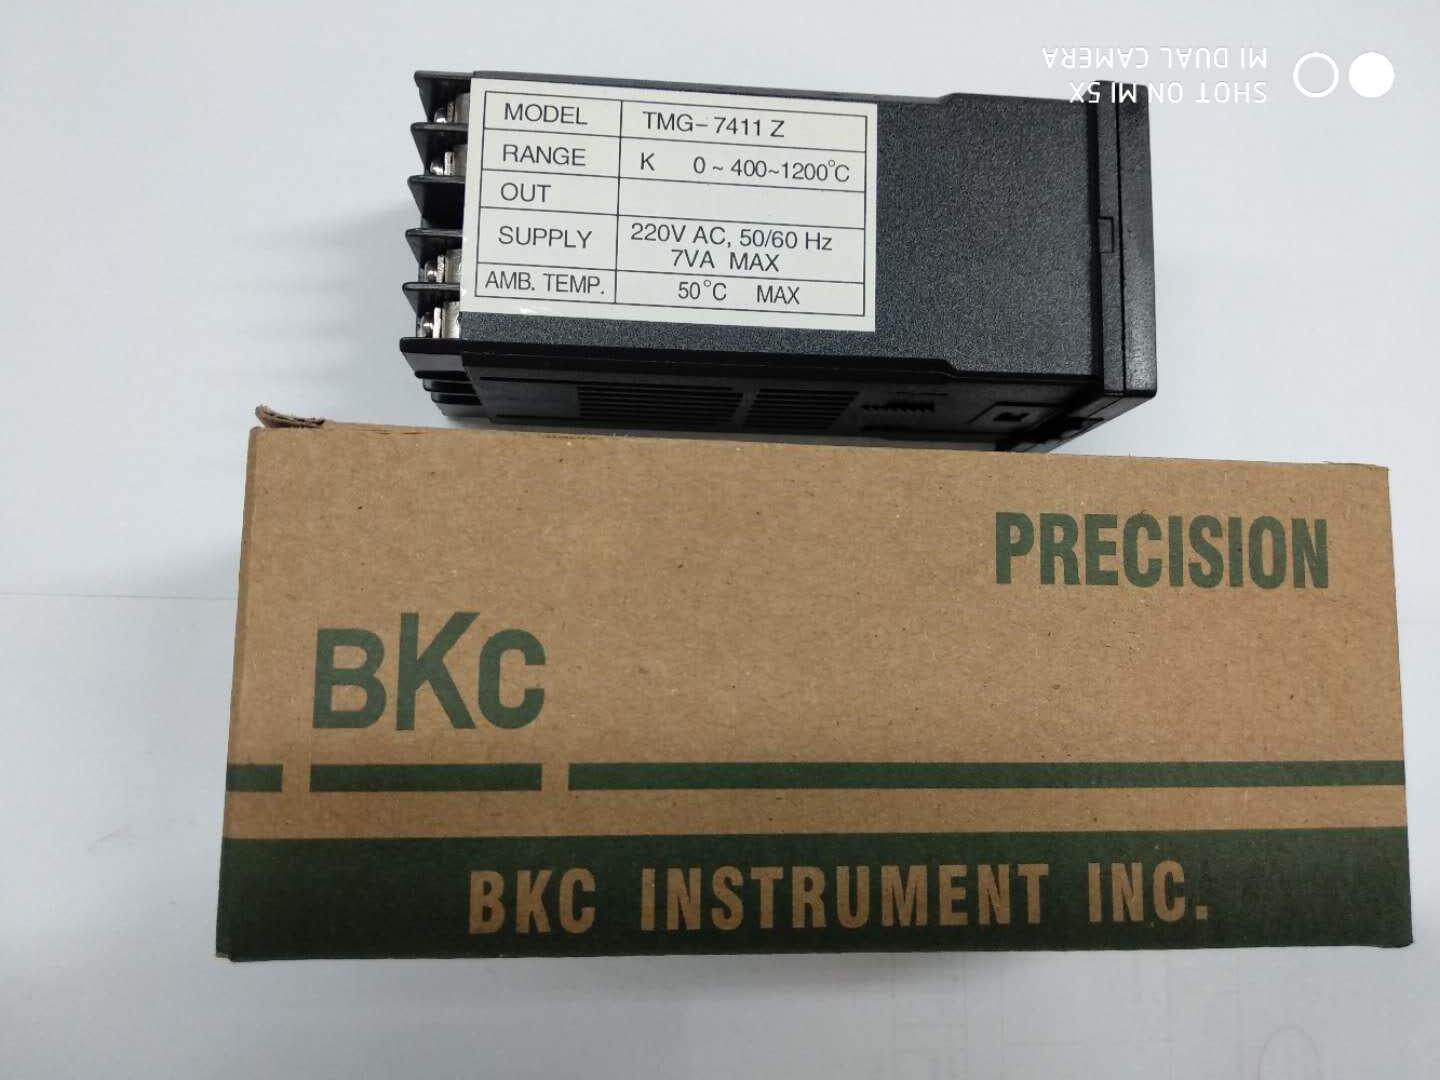 SHOT ON MI 5X
MI DUAL CAMERA
MODEL TMG-7411 Z
RANGE K 0~400~1200°C
OUT
SUPPLY 220V AC, 50/60 Hz
7VA MAX
AMB. TEMP. 50°C MAX
PRECISION
BKC
BKC INSTRUMENT INC.